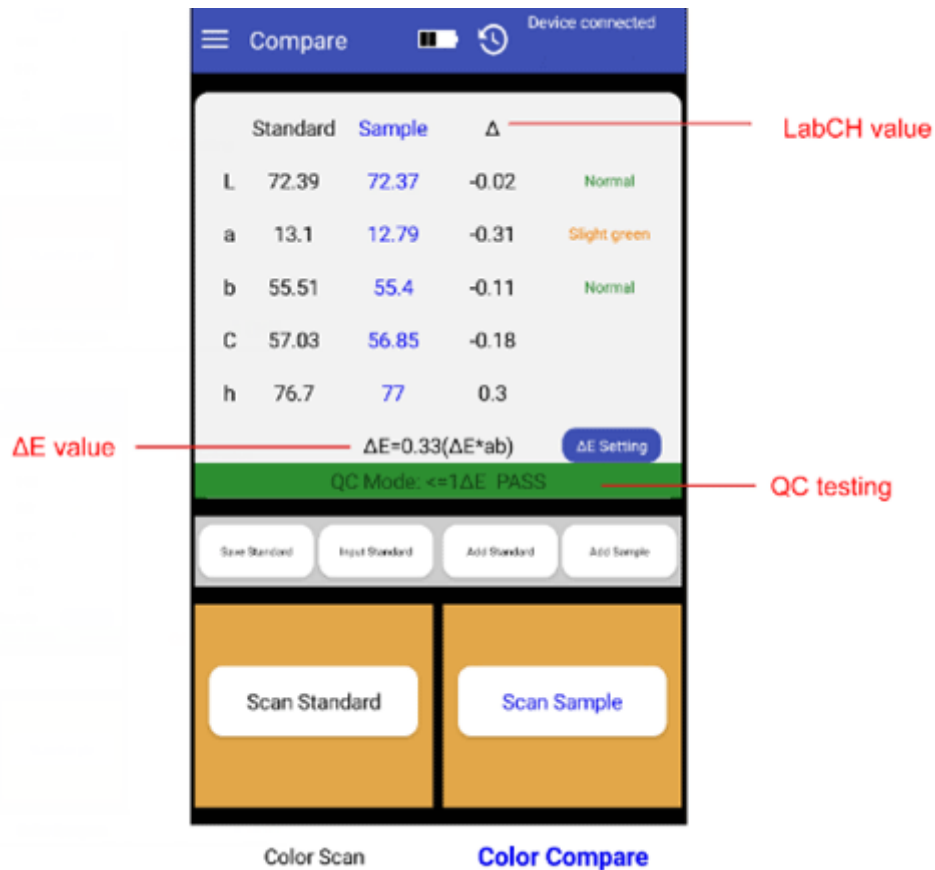 Compare
Device connected
Standard Sample Δ
LabCH value
L 72.39 72.37 -0.02 Normal
a 13.1 12.79 -0.31 Slight green
b 55.51 55.4 -0.11 Normal
C 57.03 56.85 -0.18
h 76.7 77 0.3
ΔE value
ΔE=0.33(ΔE*ab)
ΔE Setting
QC Mode: <=1ΔE PASS
QC testing
Save Standard
Input Standard
Add Standard
Add Sample
Scan Standard
Scan Sample
Color Scan
Color Compare